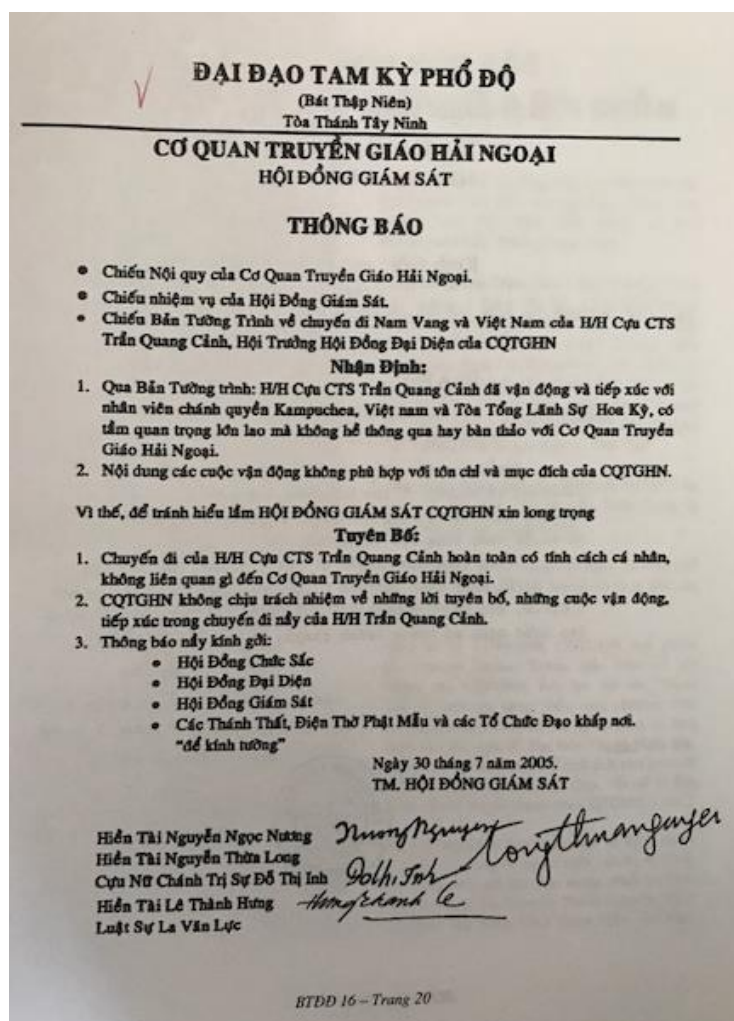 ĐẠI ĐẠO TAM KỲ PHỔ ĐỘ
(Bát Thập Niên)
Tòa Thánh Tây Ninh
CƠ QUAN TRUYỀN GIÁO HẢI NGOẠI
HỘI ĐỒNG GIÁM SÁT
THÔNG BÁO
• Chiếu Nội quy của Cơ Quan Truyền Giáo Hải Ngoại.
• Chiếu nhiệm vụ của Hội Đồng Giám Sát.
• Chiếu Bản Tường Trình về chuyến đi Nam Vang và Việt Nam của H/H Cựu CTS
Trần Quang Cảnh, Hội Trưởng Hội Đồng Đại Diện của CQTGHN
Nhận Định:
1. Qua Bản Tường trình: H/H Cựu CTS Trần Quang Cảnh đã vận động và tiếp xúc với
nhân viên chánh quyền Kampuchea, Việt nam và Tòa Tổng Lãnh Sự Hoa Kỳ, có
tầm quan trọng lớn lao mà không hề thông qua hay bàn thảo với Cơ Quan Truyền
Giáo Hải Ngoại.
2. Nội dung các cuộc vận động không phù hợp với tôn chỉ và mục đích của CQTGHN.
Vì thế, để tránh hiểu lầm HỘI ĐỒNG GIÁM SÁT CQTGHN xin long trọng
Tuyên Bố:
1. Chuyến đi của H/H Cựu CTS Trần Quang Cảnh hoàn toàn có tính cách cá nhân,
không liên quan gì đến Cơ Quan Truyền Giáo Hải Ngoại.
2. CQTGHN không chịu trách nhiệm về những lời tuyên bố, những cuộc vận động,
tiếp xúc trong chuyến đi nầy của H/H Trần Quang Cảnh.
3. Thông báo nầy kính gởi:
• Hội Đồng Chức Sắc
• Hội Đồng Đại Diện
• Hội Đồng Giám Sát
• Các Thánh Thất, Điện Thờ Phật Mẫu và các Tổ Chức Đạo khắp nơi.
“để kính tường”
Ngày 30 tháng 7 năm 2005.
TM. HỘI ĐỒNG GIÁM SÁT
Hiền Tài Nguyễn Ngọc Nương Nuong Nguyen
Hiền Tài Nguyễn Thừa Long longthuanguyen
Cựu Nữ Chánh Trị Sự Đỗ Thị Inh Dothi Inh
Hiền Tài Lê Thành Hưng Hung Thanh Le
Luật Sư La Văn Lực
BTDD 16 – Trang 20